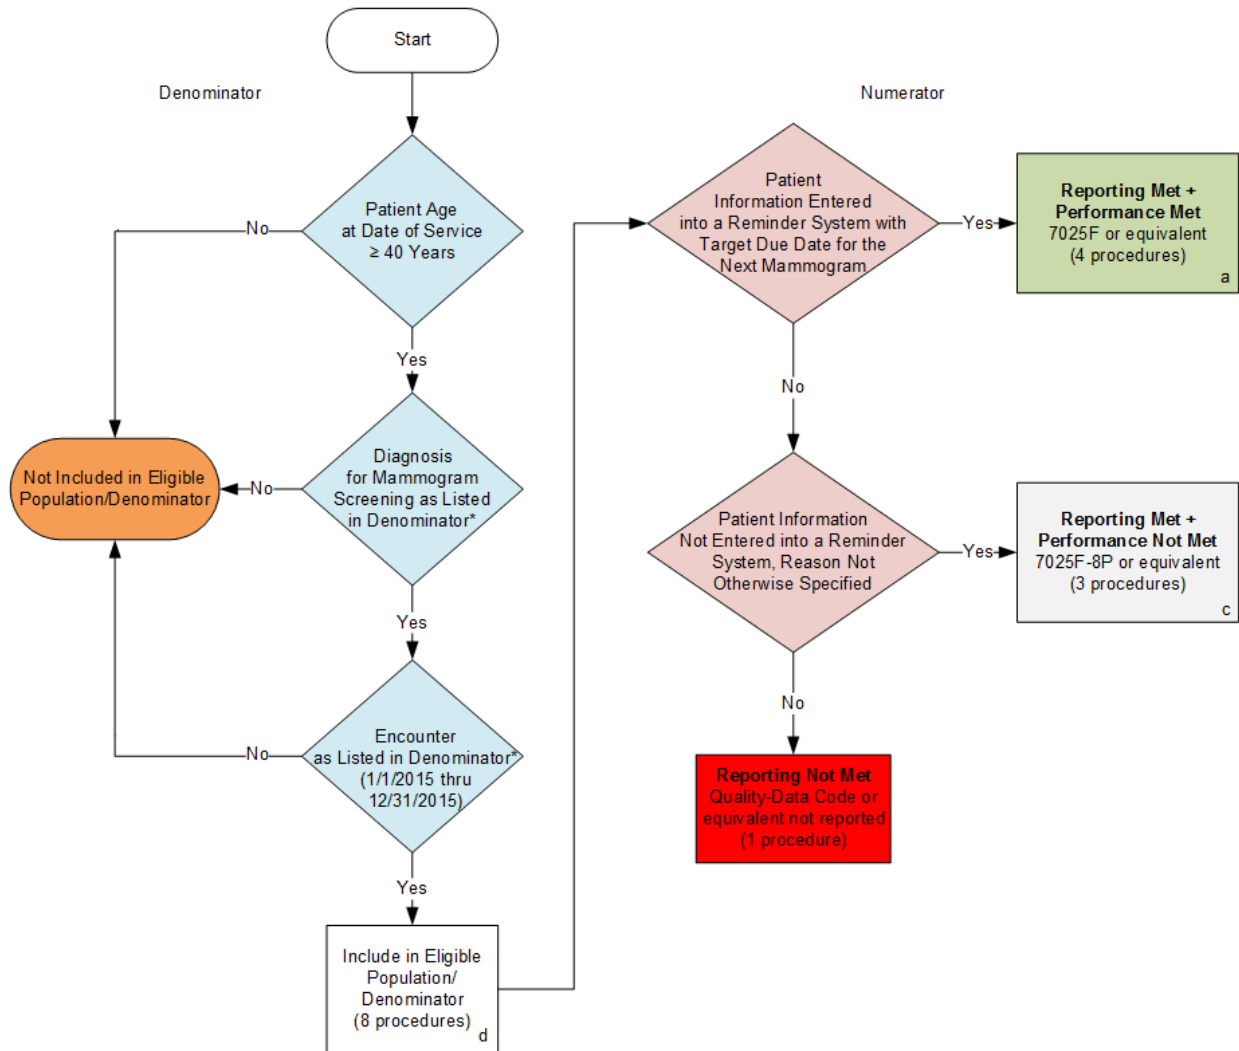 Start
Denominator
Patient Age
at Date of Service
≥ 40 Years
No
Yes
Diagnosis
for Mammogram
Screening as Listed
in Denominator*
No
Not Included in Eligible
Population/Denominator
Yes
Encounter
as Listed in Denominator*
(1/1/2015 thru
12/31/2015)
No
Yes
Include in Eligible
Population/
Denominator
(8 procedures)
d
Numerator
Patient
Information Entered
into a Reminder System with
Target Due Date for the
Next Mammogram
Yes
Reporting Met +
Performance Met
7025F or equivalent
(4 procedures)
a
No
Patient Information
Not Entered into a Reminder
System, Reason Not
Otherwise Specified
Yes
Reporting Met +
Performance Not Met
7025F-8P or equivalent
(3 procedures)
c
No
Reporting Not Met
Quality-Data Code or
equivalent not reported
(1 procedure)